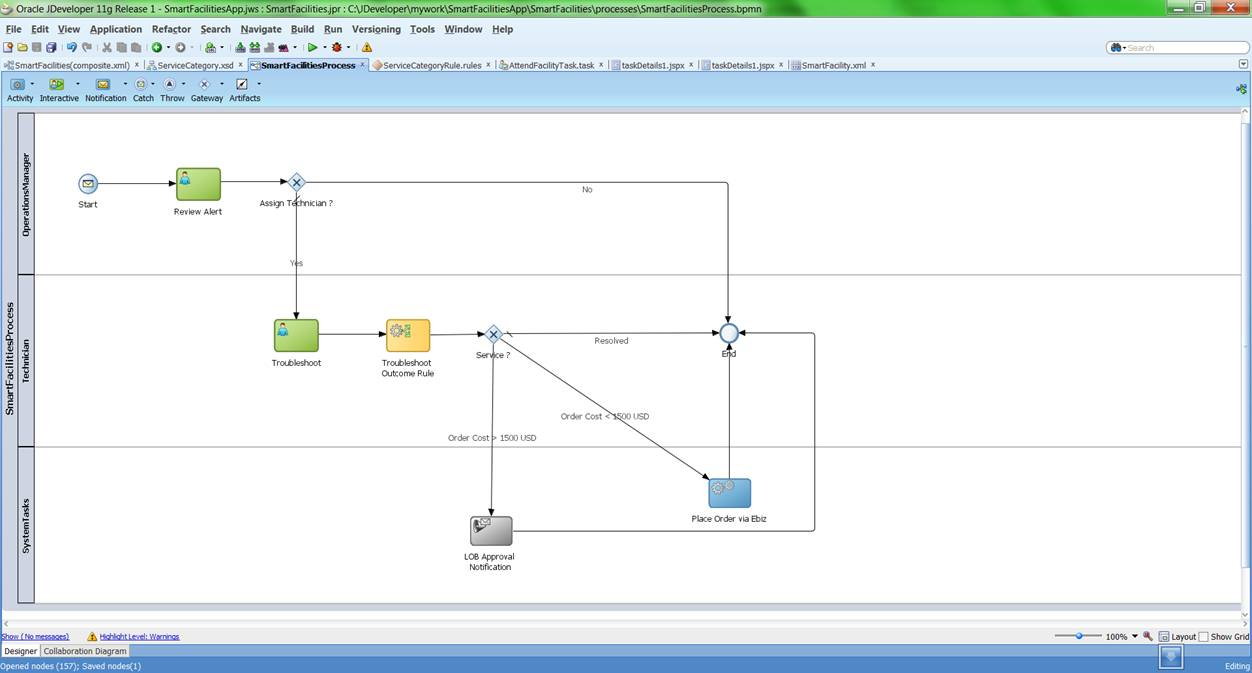 Oracle JDeveloper 11g Release 1 - SmartFacilitiesApp.jws : SmartFacilities.jpr : C:\JDeveloper\mywork\SmartFacilitiesApp\SmartFacilities\processes\SmartFacilitiesProcess.bpmn
File Edit View Application Refactor Search Navigate Build Run Versioning Tools Window Help
Search
SmartFacilities(composite.xml) ServiceCategory.xsd SmartFacilitiesProcess ServiceCategoryRule.rules AttendFacilityTask.task taskDetails1.jspx taskDetails1.jspx SmartFacility.xml
Activity Interactive Notification Catch Throw Gateway Artifacts
SmartFacilitiesProcess
OperationsManager
Start
Review Alert
Assign Technician ?
No
Yes
Technician
Troubleshoot
Troubleshoot
Outcome Rule
Service ?
Resolved
End
Order Cost < 1500 USD
Order Cost > 1500 USD
SystemTasks
Place Order via Ebiz
LOB Approval
Notification
Show ( No messages)
Highlight Level: Warnings
100%
Layout
Show Grid
Designer Collaboration Diagram
Opened nodes (157); Saved nodes(1)
Editing